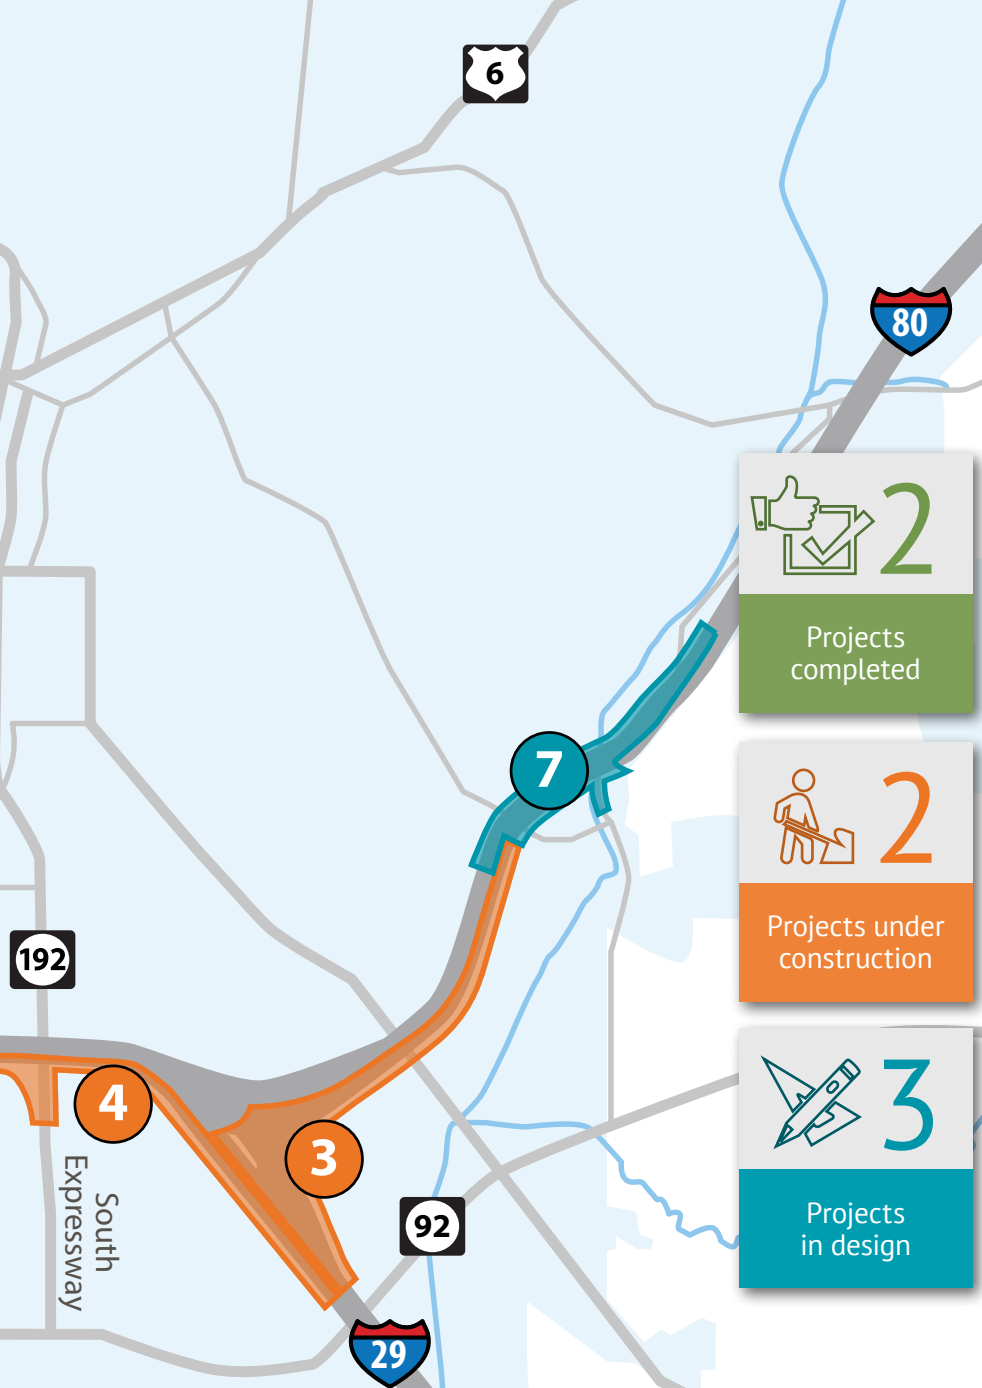 6
80
2
Projects
completed
7
2
Projects under
construction
192
4
3
3
Projects
in design
South
Expressway
92
29